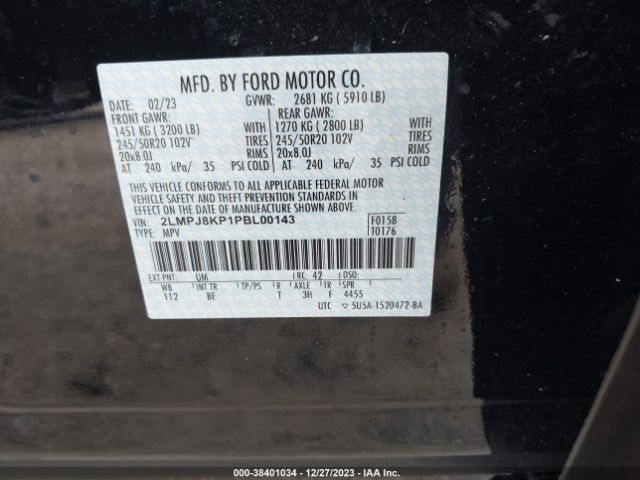 MFD. BY FORD MOTOR CO.
DATE: 02/23 GVWR: 2681 KG ( 5910 LB)
FRONT GAWR: REAR GAWR:
1451 KG ( 3200 LB) WITH 1270 KG ( 2800 LB) WITH
245/50R20 102V TIRES 245/50R20 102V TIRES
20x8.0J RIMS 20x8.0J RIMS
AT 240 kPa/ 35 PSI COLD AT 240 kPa/ 35 PSI COLD
THIS VEHICLE CONFORMS TO ALL APPLICABLE FEDERAL MOTOR
VEHICLE SAFETY AND THEFT PREVENTION STANDARDS IN
EFFECT ON THE DATE OF MANUFACTURE SHOWN ABOVE.
VIN: 2LMPJ8KP1PBL00143 F0158
TYPE: MPV T0176
EXT PNT: UM RC: 42 DSO:
WB INT TR TP/PS R AXLE TR SPR
112 BF T 3H F 4455
UTC ▽ 5U5A-1520472-BA
000-38401034 - 12/27/2023 - IAA Inc.